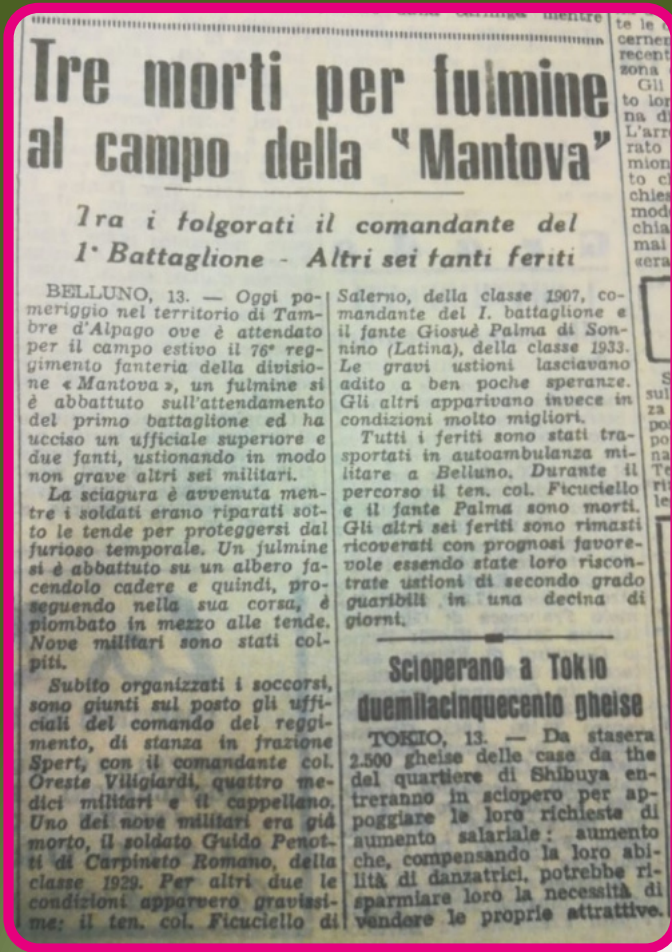 Tre morti per fulmine
al campo della "Mantova"
Tra i folgorati il comandante del
1° Battaglione - Altri sei fanti feriti
BELLUNO, 13. — Oggi po-
meriggio nel territorio di Tam-
bre d'Alpago ove è attendato
per il campo estivo il 76° reg-
gimento fanteria della divisio-
ne « Mantova », un fulmine si
è abbattuto sull'attendamento
del primo battaglione ed ha
ucciso un ufficiale superiore e
due fanti, ustionando in modo
non grave altri sei militari.
La sciagura è avvenuta men-
tre i soldati erano riparati sot-
to le tende per proteggersi dal
furioso temporale. Un fulmine
si è abbattuto su un albero fa-
cendolo cadere e quindi, pro-
seguendo nella sua corsa, è
piombato in mezzo alle tende.
Nove militari sono stati col-
piti.
Subito organizzati i soccorsi,
sono giunti sul posto gli uffi-
ciali del comando del reggi-
mento, di stanza in frazione
Spert, con il comandante col.
Oreste Viligiardi, quattro me-
dici militari e il cappellano.
Uno dei nove militari era già
morto, il soldato Guido Penot-
ti di Carpineto Romano, della
classe 1929. Per altri due le
condizioni apparvero gravissi-
me: il ten. col. Ficuciello di
Salerno, della classe 1907, co-
mandante del I. battaglione e
il fante Giosuè Palma di Son-
nino (Latina), della classe 1933.
Le gravi ustioni lasciavano
adito a ben poche speranze.
Gli altri apparivano invece in
condizioni molto migliori.
Tutti i feriti sono stati tra-
sportati in autoambulanza mi-
litare a Belluno. Durante il
percorso il ten. col. Ficuciello
e il fante Palma sono morti.
Gli altri sei feriti sono rimasti
ricoverati con prognosi favore-
vole essendo state loro riscon-
trate ustioni di secondo grado
guaribili in una decina di
giorni.
Scioperano a Tokio
duemilacinquecento gheise
TOKIO, 13. — Da stasera
2.500 gheise delle case da the
del quartiere di Shibuya en-
treranno in sciopero per ap-
poggiare le loro richieste di
aumento salariale: aumento
che, compensando la loro abi-
lità di danzatrici, potrebbe ri-
sparmiare loro la necessità di
vendere le proprie attrattive.